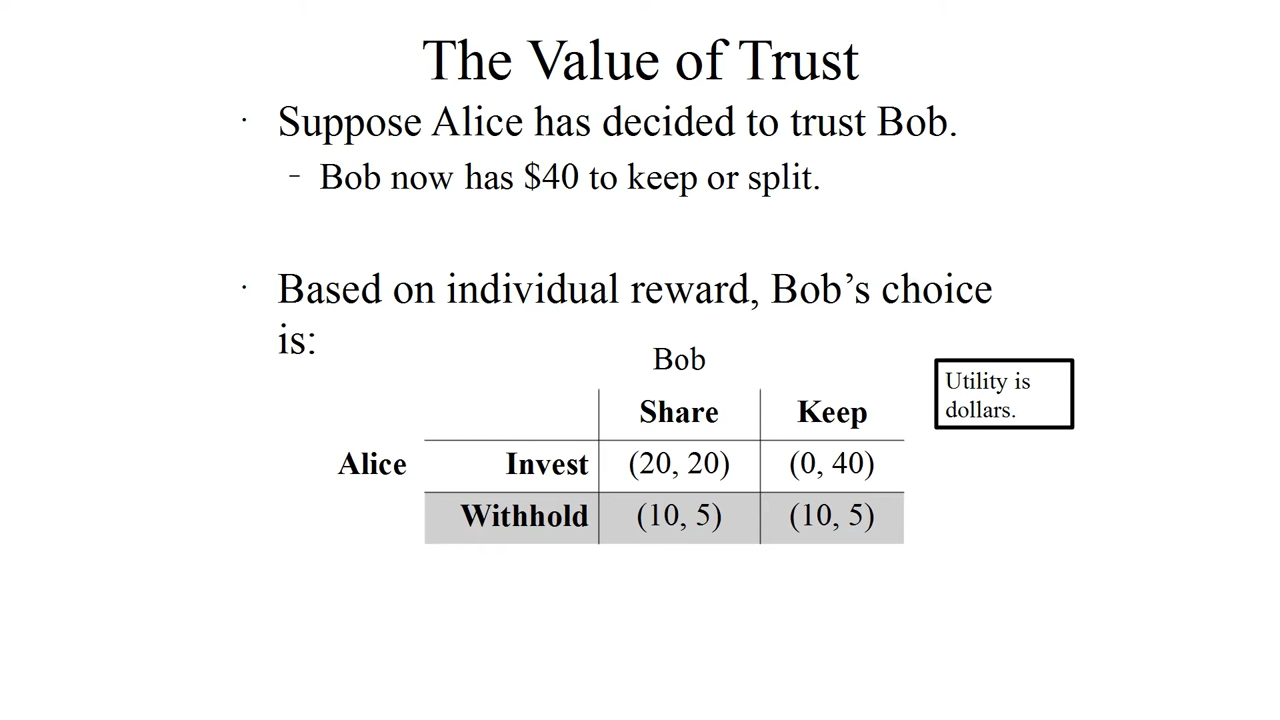 The Value of Trust
· Suppose Alice has decided to trust Bob.
– Bob now has $40 to keep or split.
· Based on individual reward, Bob’s choice
is:
Bob
Utility is
dollars.
Share Keep
Alice Invest (20, 20) (0, 40)
Withhold (10, 5) (10, 5)